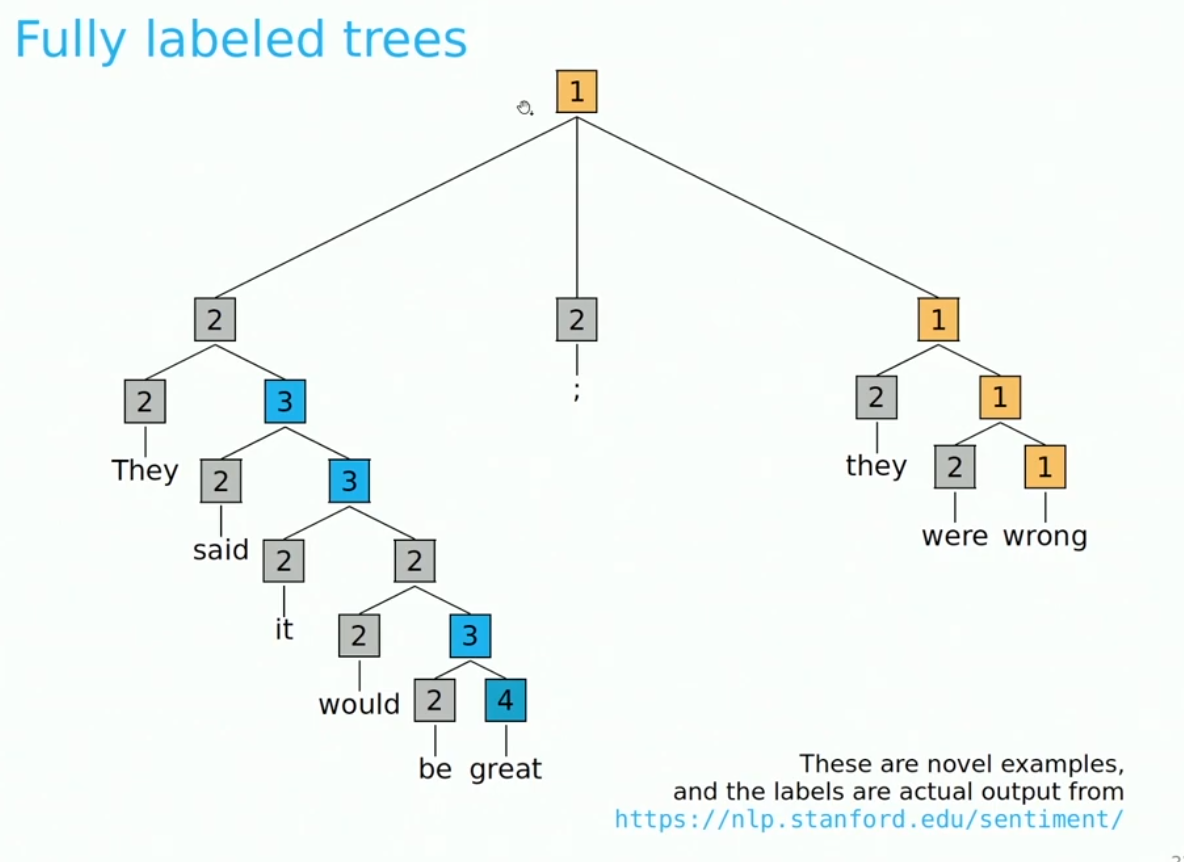 Fully labeled trees
1
2
2
1
2
3
;
2
1
They
2
3
they
2
1
said
2
2
were
wrong
it
2
3
would
2
4
be
great
These are novel examples,
and the labels are actual output from
https://nlp.stanford.edu/sentiment/